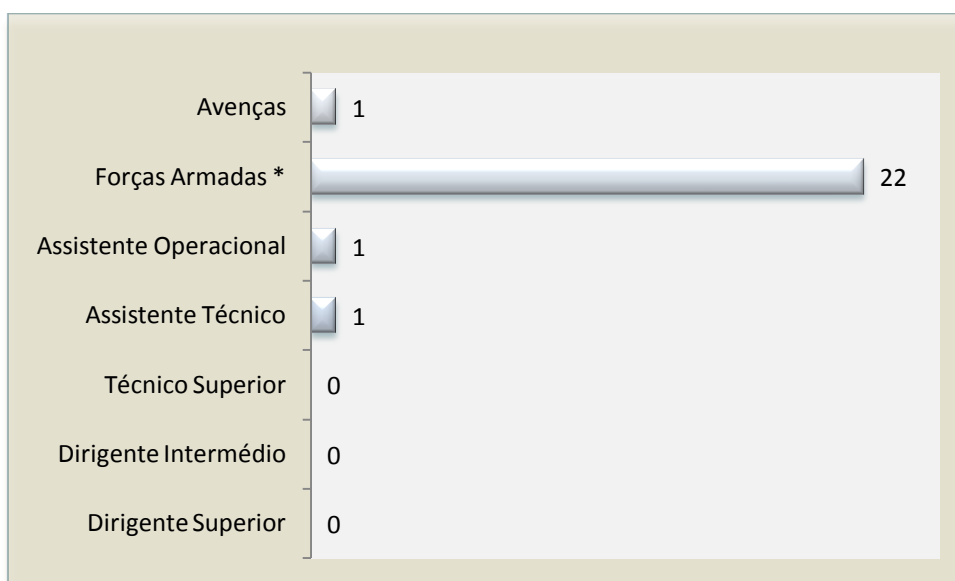 Avenças 1
Forças Armadas * 22
Assistente Operacional 1
Assistente Técnico 1
Técnico Superior 0
Dirigente Intermédio 0
Dirigente Superior 0